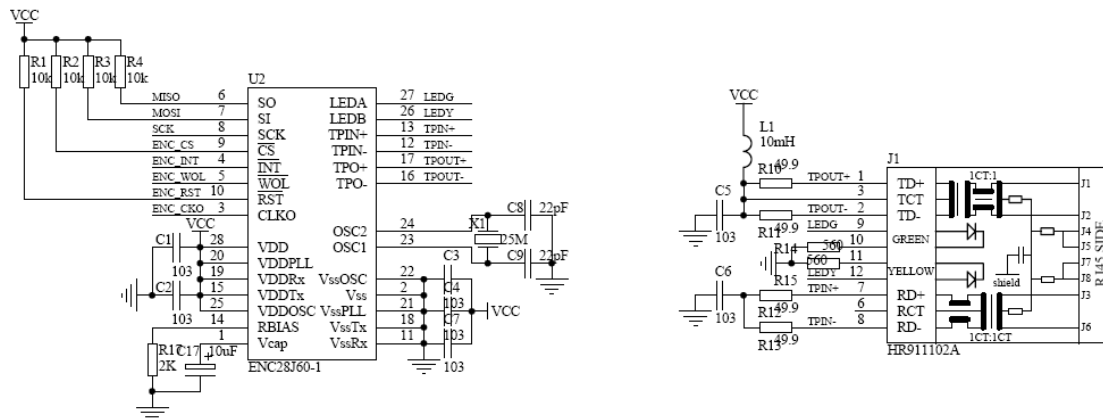 VCC
R1 R2 R3 R4
10k 10k 10k 10k
U2
MISO 6 SO LEDA 27 LEDG
MOSI 7 SI LEDB 26 LEDY
SCK 8 SCK TPIN+ 13 TPIN+
ENC_CS 9 CS TPIN- 12 TPIN-
ENC_INT 4 INT TPO+ 17 TPOUT+
ENC_WOL 5 WOL TPO- 16 TPOUT-
ENC_RST 10 RST
ENC_CKO 3 CLKO
OSC2 24
OSC1 23
X1 25M
C8 22pF
C9 22pF
VCC
C1 103
C2 103
28 VDD
20 VDDPLL
19 VDDRx VssOSC 22
15 VDDTx Vss 2
25 VDDOSC VssPLL 21
14 RBIAS VssTx 18
1 Vcap VssRx 11
C3
C4
103
C7
103
VCC
R17 2K
C17 10uF
ENC28J60-1
VCC
L1
10mH
J1
R10 49.9 TPOUT+ 1 TD+ 1CT:1 J1
3 TCT
C5 103
TPOUT- 2 TD- J2
R11 49.9 LEDG 9 J4
R14 560 10 GREEN J5
560 11 J7
LEDY 12 YELLOW J8
R15 TPIN+ 7 RD+ J3
C6 103
49.9
R12 6 RCT
TPIN- 8 RD- J6
R13 49.9
shield
1CT:1CT
RJ45 SIDE
HR911102A